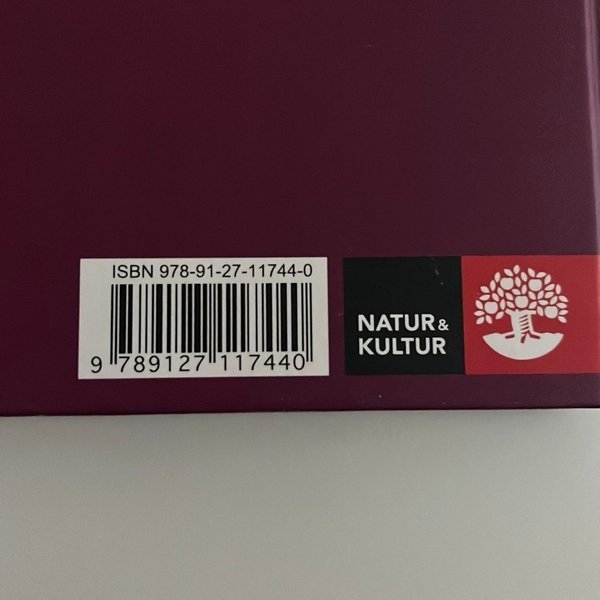 ISBN 978-91-27-11744-0
9 789127 117440
NATUR &
KULTUR